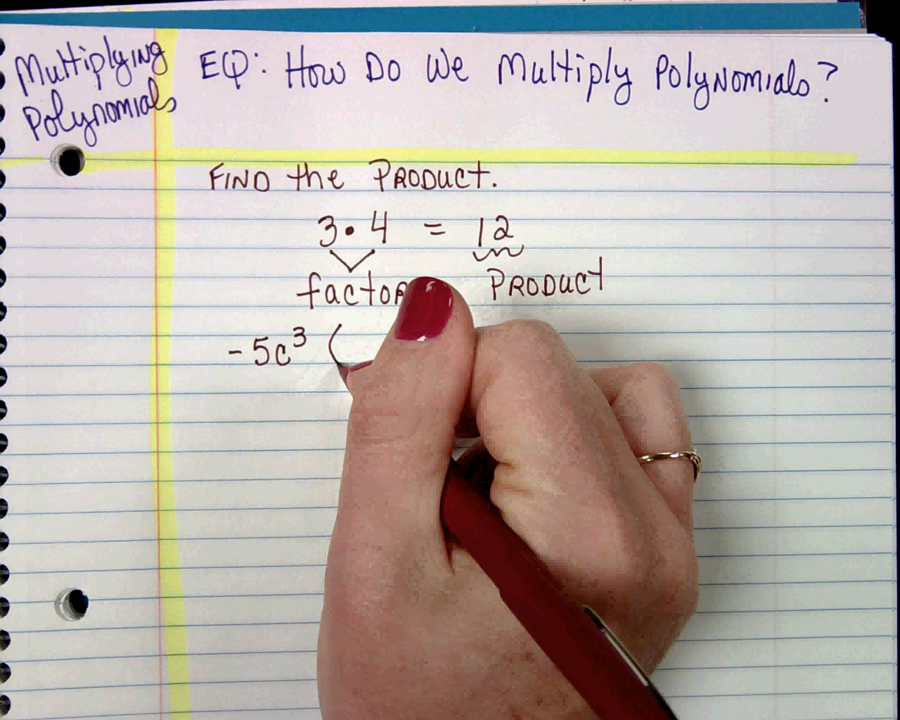 Multiplying
Polynomials
EQ: How Do We Multiply Polynomials?
FIND the PRODUCT.
3 • 4 = 12
PRODUCT
-5c³ (